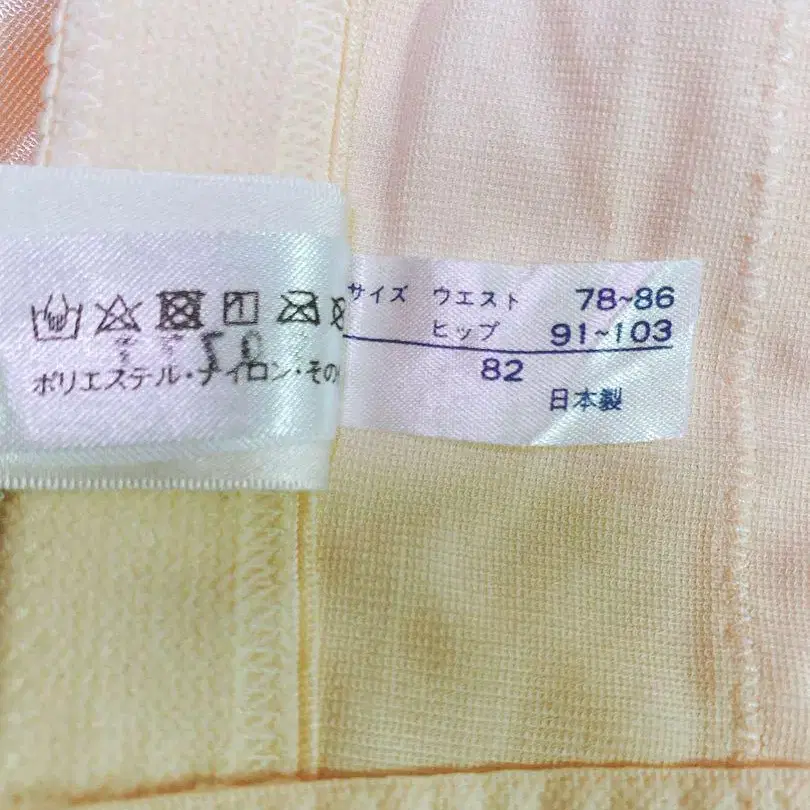 ポリエステル・ナイロン・その
サイズ ウエスト 78~86
ヒップ 91~103
82
日本製